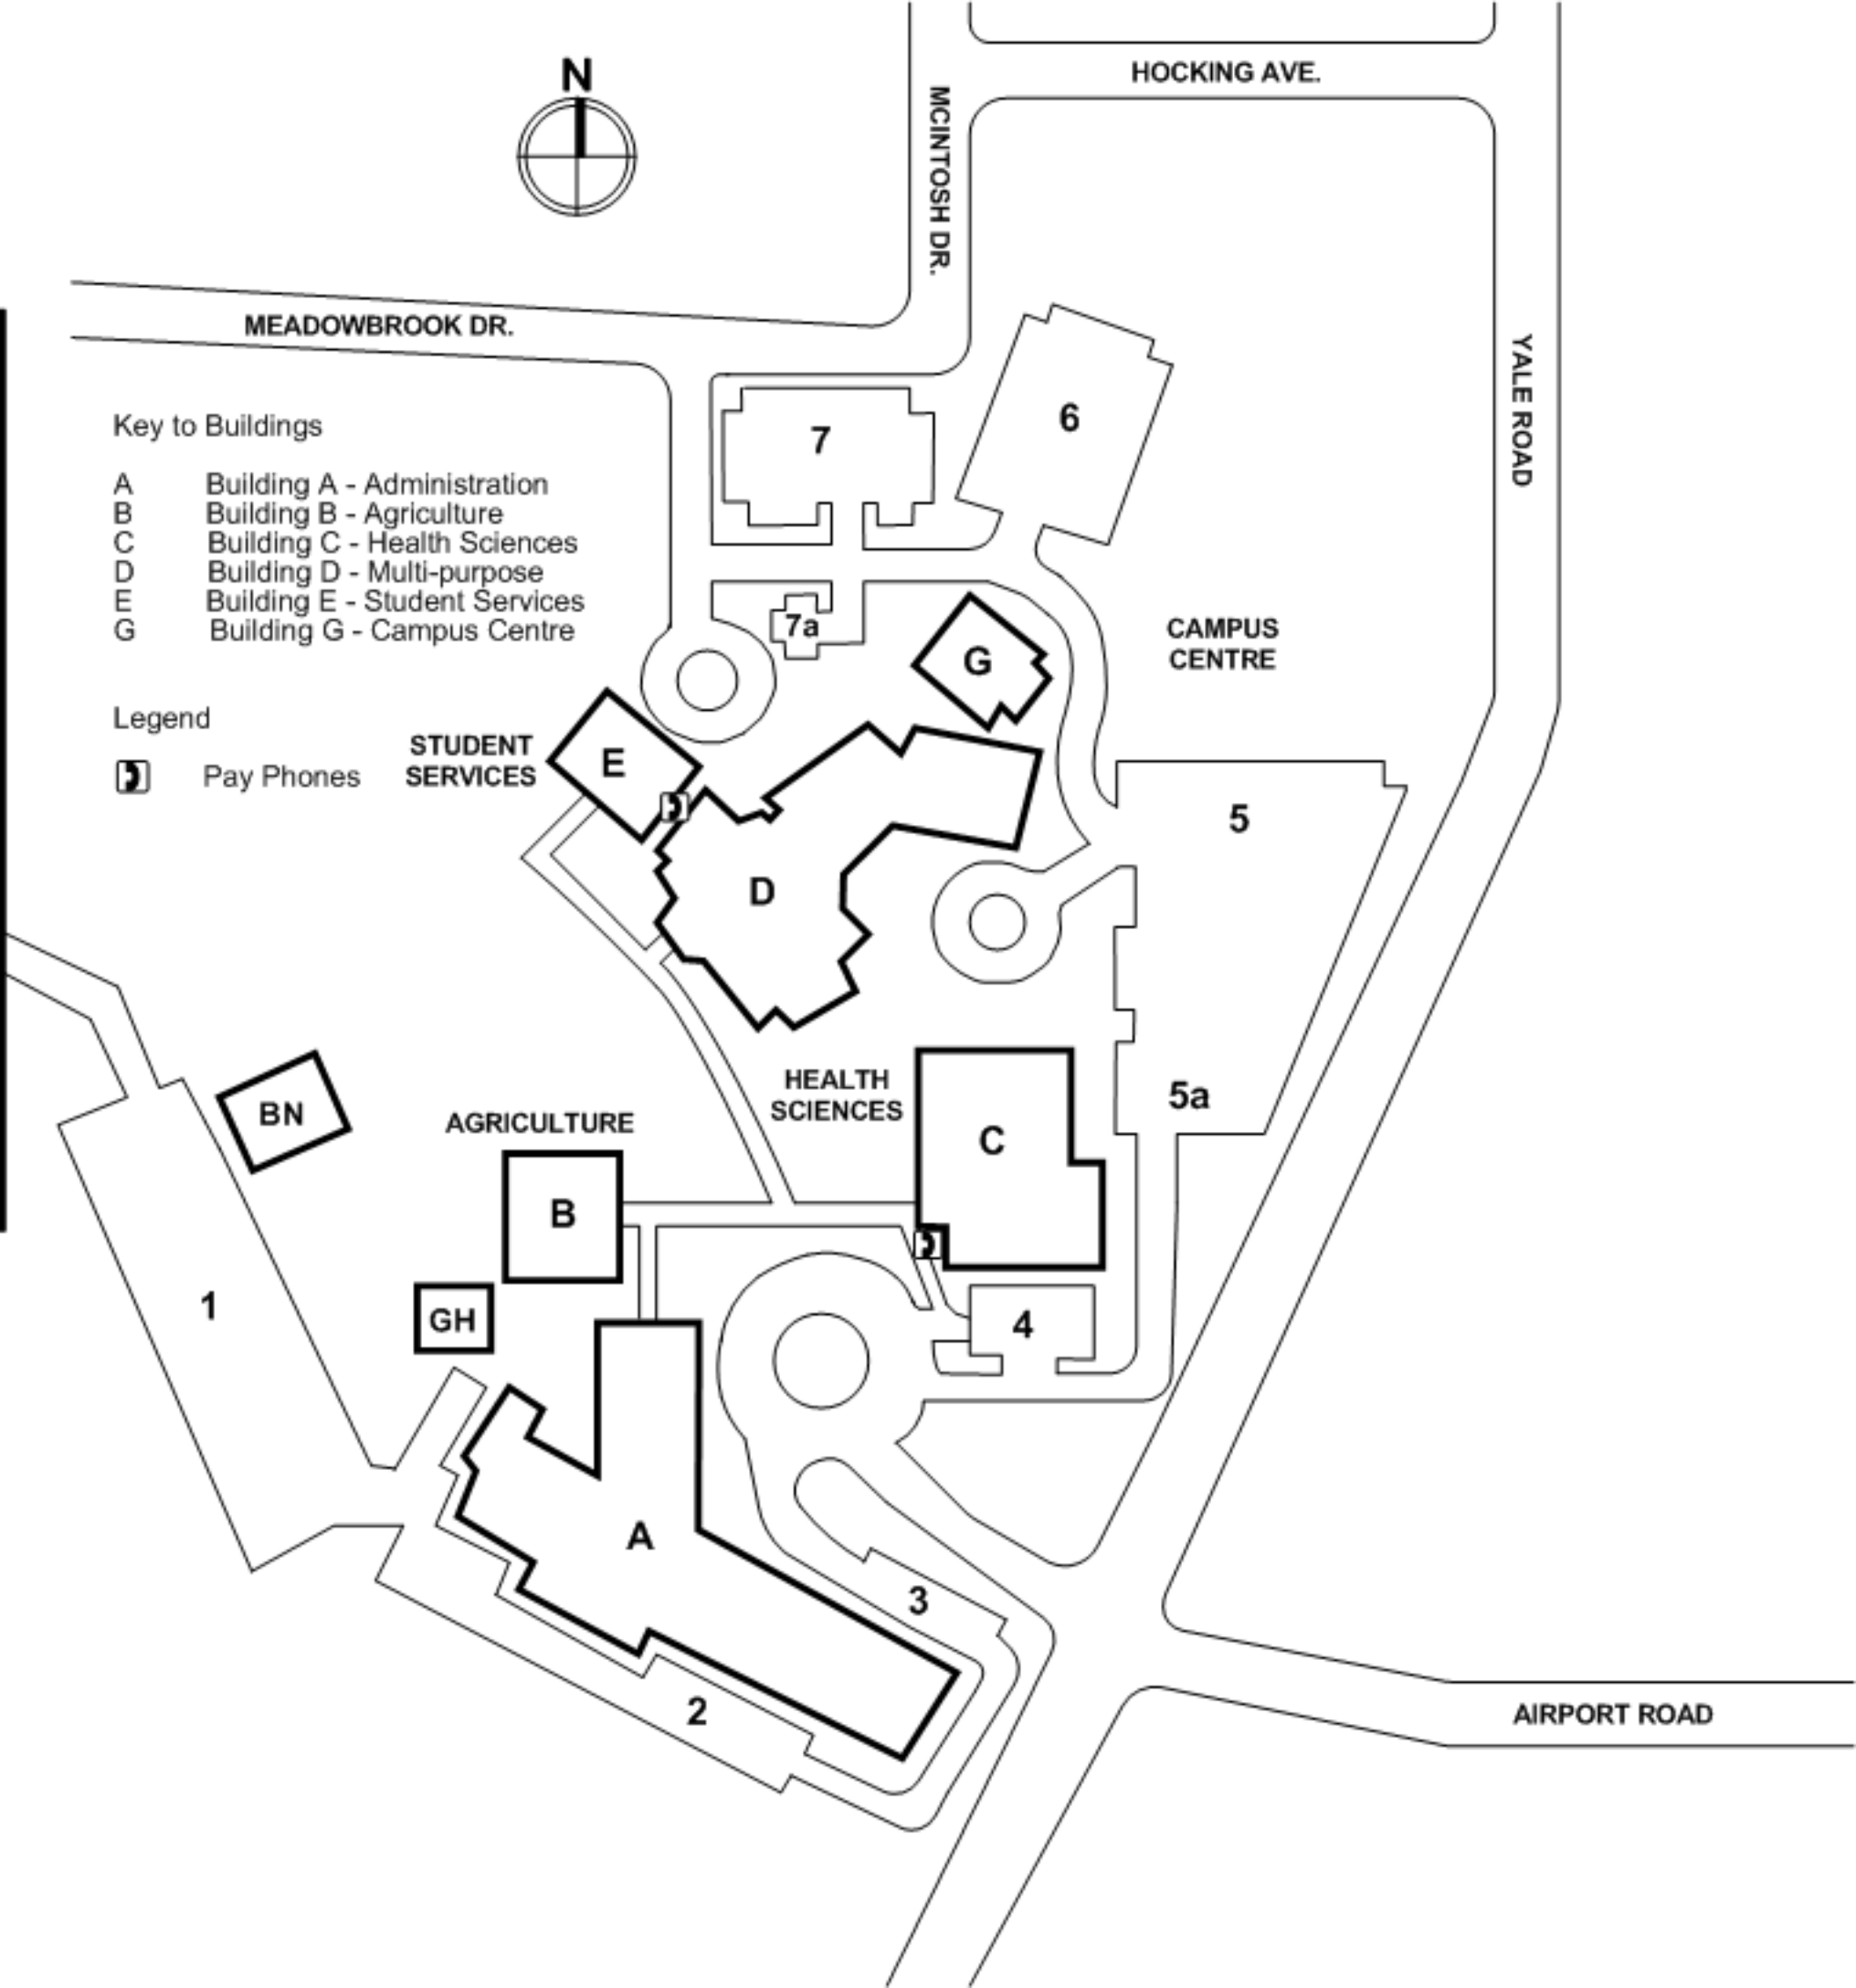 N
HOCKING AVE.
MCINTOSH DR.
MEADOWBROOK DR.
YALE ROAD
Key to Buildings
A Building A - Administration
B Building B - Agriculture
C Building C - Health Sciences
D Building D - Multi-purpose
E Building E - Student Services
G Building G - Campus Centre
Legend
Pay Phones
6
7
7a
G
CAMPUS
CENTRE
STUDENT
SERVICES
E
5
D
HEALTH
SCIENCES
5a
BN
AGRICULTURE
C
B
1
GH
4
A
3
2
AIRPORT ROAD